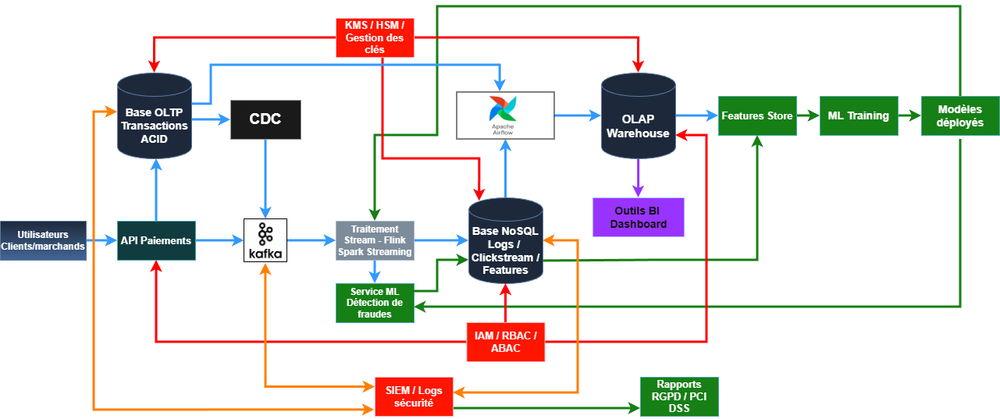 KMS / HSM /
Gestion des
clés
Base OLTP
Transactions
ACID
CDC
Apache
Airflow
OLAP
Warehouse
Features Store
ML Training
Modèles
déployés
Utilisateurs
Clients/marchands
API Paiements
kafka
Traitement
Stream - Flink
Spark Streaming
Base NoSQL
Logs /
Clickstream /
Features
Outils BI
Dashboard
Service ML
Détection de
fraudes
IAM / RBAC /
ABAC
SIEM / Logs
sécurité
Rapports
RGPD / PCI
DSS